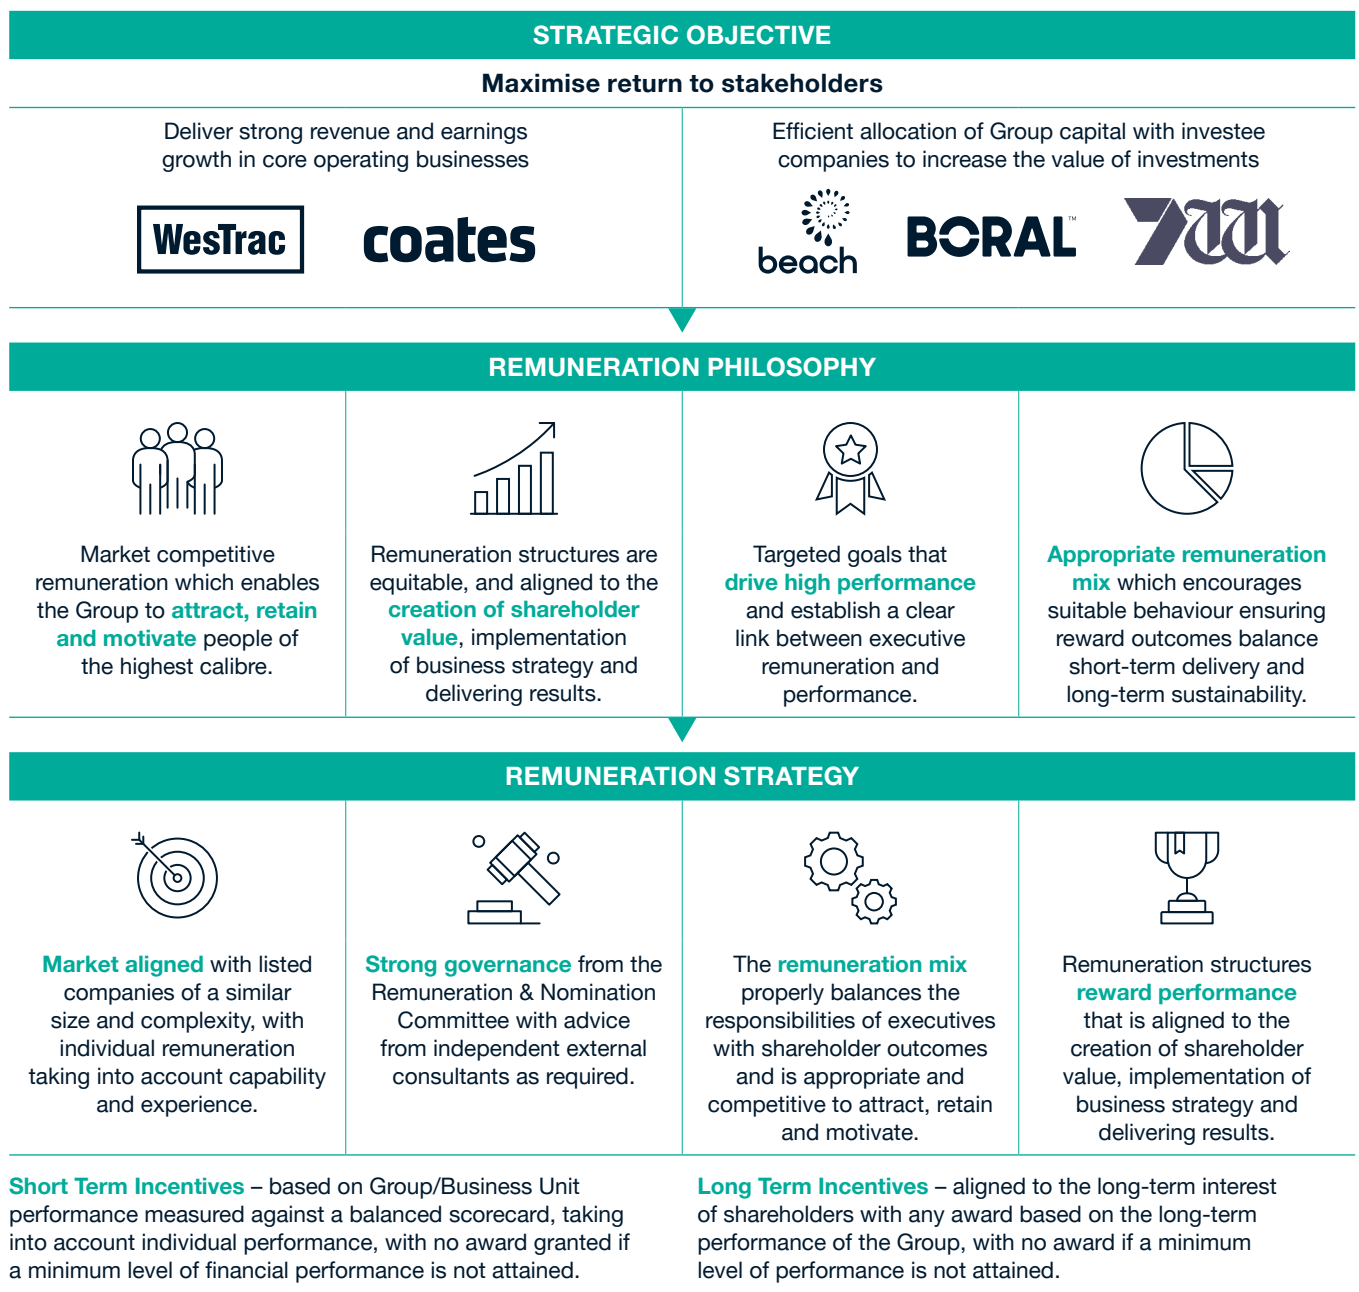 STRATEGIC OBJECTIVE
Maximise return to stakeholders
Deliver strong revenue and earnings
growth in core operating businesses
WesTrac
coates
Efficient allocation of Group capital with investee
companies to increase the value of investments
beach
BORAL™
7
REMUNERATION PHILOSOPHY
Market competitive
remuneration which enables
the Group to attract, retain
and motivate people of
the highest calibre.
Remuneration structures are
equitable, and aligned to the
creation of shareholder
value, implementation
of business strategy and
delivering results.
Targeted goals that
drive high performance
and establish a clear
link between executive
remuneration and
performance.
Appropriate remuneration
mix which encourages
suitable behaviour ensuring
reward outcomes balance
short-term delivery and
long-term sustainability.
REMUNERATION STRATEGY
Market aligned with listed
companies of a similar
size and complexity, with
individual remuneration
taking into account capability
and experience.
Strong governance from the
Remuneration & Nomination
Committee with advice
from independent external
consultants as required.
The remuneration mix
properly balances the
responsibilities of executives
with shareholder outcomes
and is appropriate and
competitive to attract, retain
and motivate.
Remuneration structures
reward performance
that is aligned to the
creation of shareholder
value, implementation of
business strategy and
delivering results.
Short Term Incentives – based on Group/Business Unit
performance measured against a balanced scorecard, taking
into account individual performance, with no award granted if
a minimum level of financial performance is not attained.
Long Term Incentives – aligned to the long-term interest
of shareholders with any award based on the long-term
performance of the Group, with no award if a minimum
level of performance is not attained.